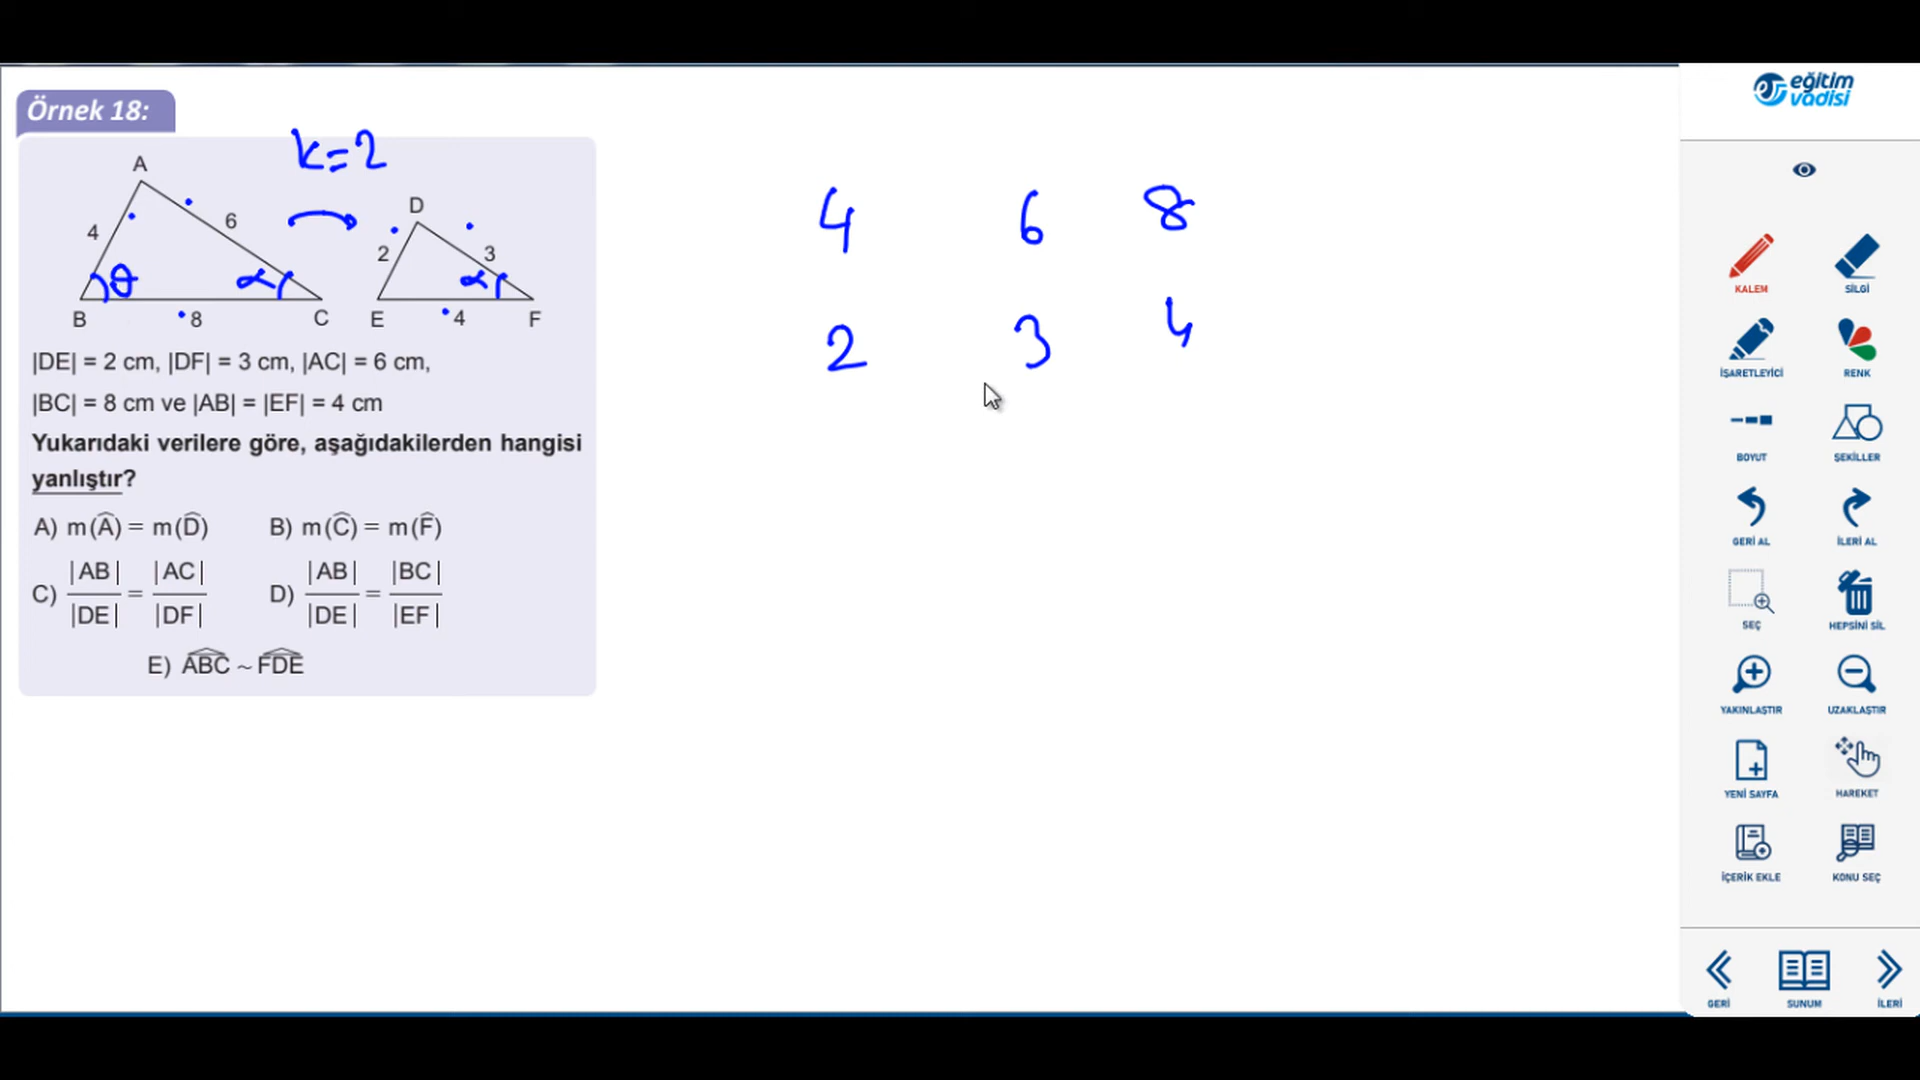 Örnek 18:
k=2
A
4
6
θ
α
B
8
C
D
2
3
α
E
4
F
|DE| = 2 cm, |DF| = 3 cm, |AC| = 6 cm,
|BC| = 8 cm ve |AB| = |EF| = 4 cm
Yukarıdaki verilere göre, aşağıdakilerden hangisi
yanlıştır?
A) m(Â) = m(D̂) B) m(Ĉ) = m(F̂)
C) |AB|/|DE| = |AC|/|DF| D) |AB|/|DE| = |BC|/|EF|
E) ABC ~ FDE
4 6 8
2 3 4
eğitim
vadisi
KALEM SİLGİ
İŞARETLEYİCİ RENK
BOYUT ŞEKİLLER
GERİ AL İLERİ AL
SEÇ HEPSİNİ SİL
YAKINLAŞTIR UZAKLAŞTIR
YENİ SAYFA HAREKET
İÇERİK EKLE KONU SEÇ
GERİ SUNUM İLERİ